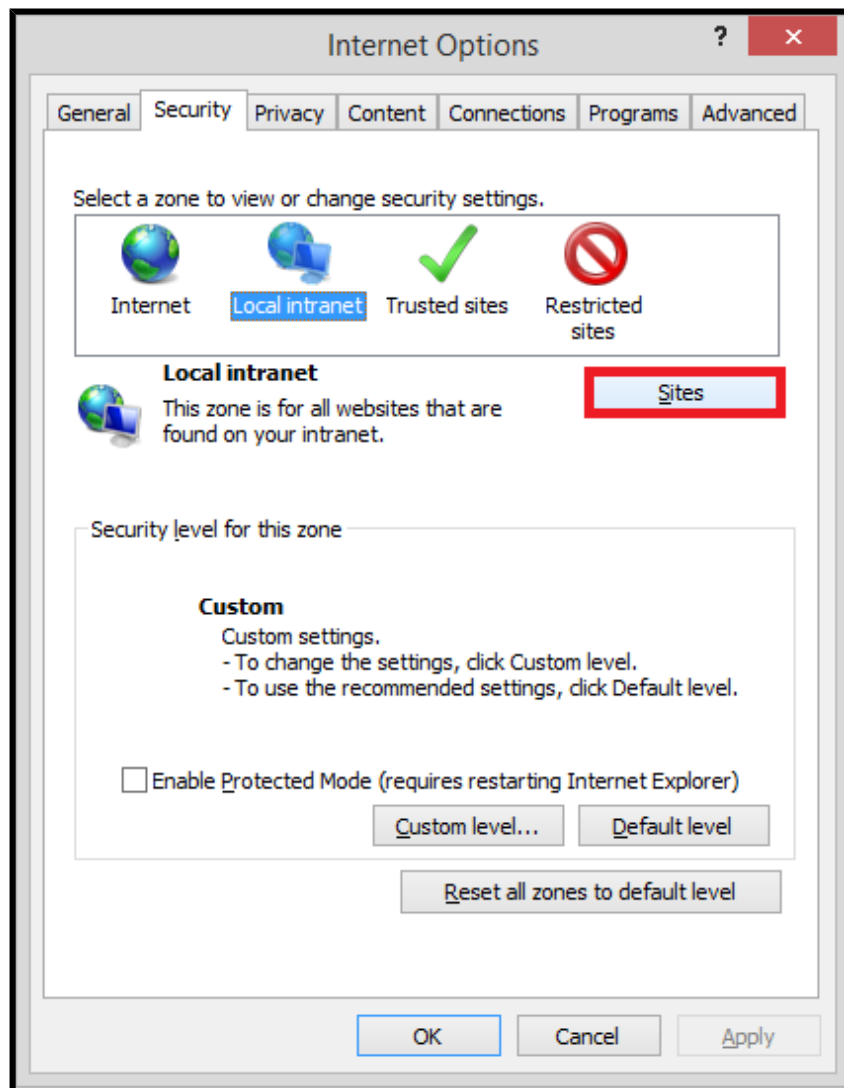 Internet Options
?
General Security Privacy Content Connections Programs Advanced
Select a zone to view or change security settings.
Internet Local intranet Trusted sites Restricted
sites
Local intranet
Sites
This zone is for all websites that are
found on your intranet.
Security level for this zone
Custom
Custom settings.
- To change the settings, click Custom level.
- To use the recommended settings, click Default level.
Enable Protected Mode (requires restarting Internet Explorer)
Custom level... Default level
Reset all zones to default level
OK Cancel Apply